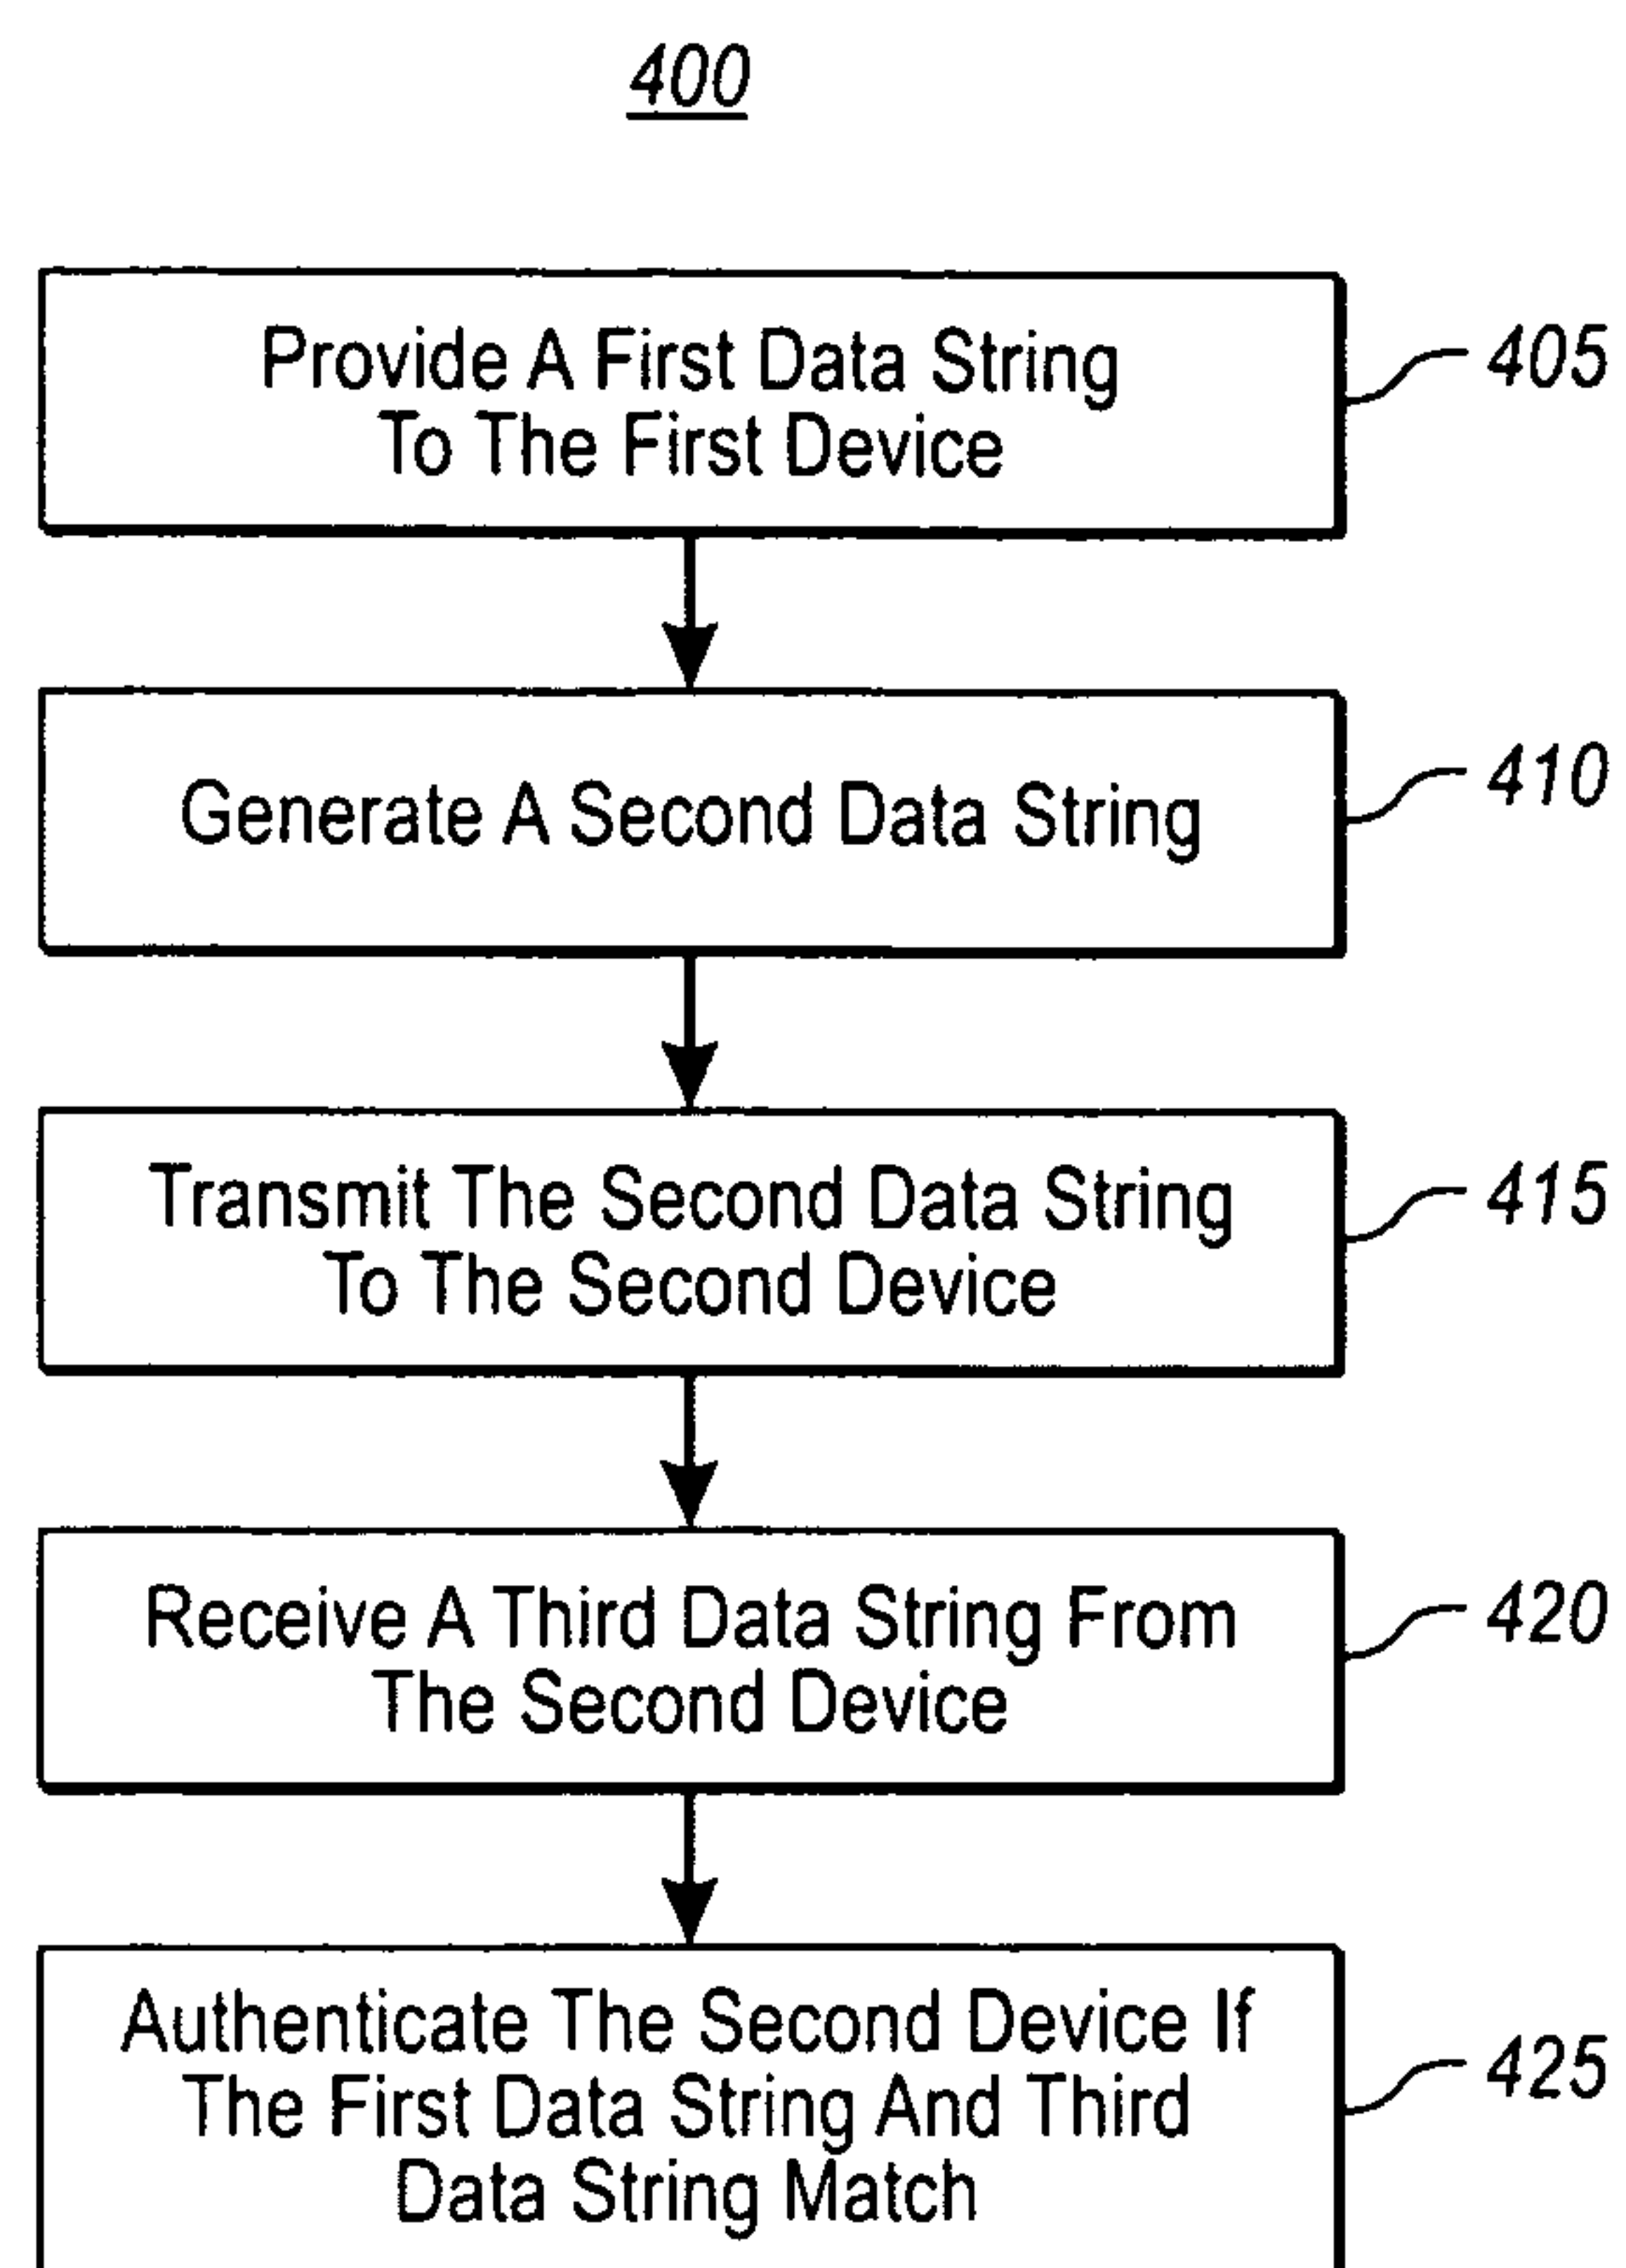 400
Provide A First Data String
To The First Device
405
Generate A Second Data String
410
Transmit The Second Data String
To The Second Device
415
Receive A Third Data String From
The Second Device
420
Authenticate The Second Device If
The First Data String And Third
Data String Match
425